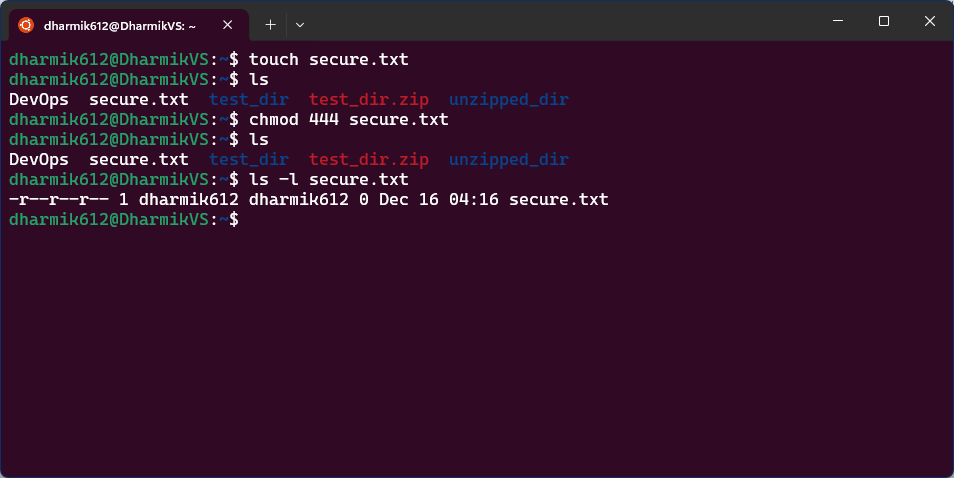 dharmik612@DharmikVS: ~
dharmik612@DharmikVS:~$ touch secure.txt
dharmik612@DharmikVS:~$ ls
DevOps  secure.txt  test_dir  test_dir.zip  unzipped_dir
dharmik612@DharmikVS:~$ chmod 444 secure.txt
dharmik612@DharmikVS:~$ ls
DevOps  secure.txt  test_dir  test_dir.zip  unzipped_dir
dharmik612@DharmikVS:~$ ls -l secure.txt
-r--r--r-- 1 dharmik612 dharmik612 0 Dec 16 04:16 secure.txt
dharmik612@DharmikVS:~$